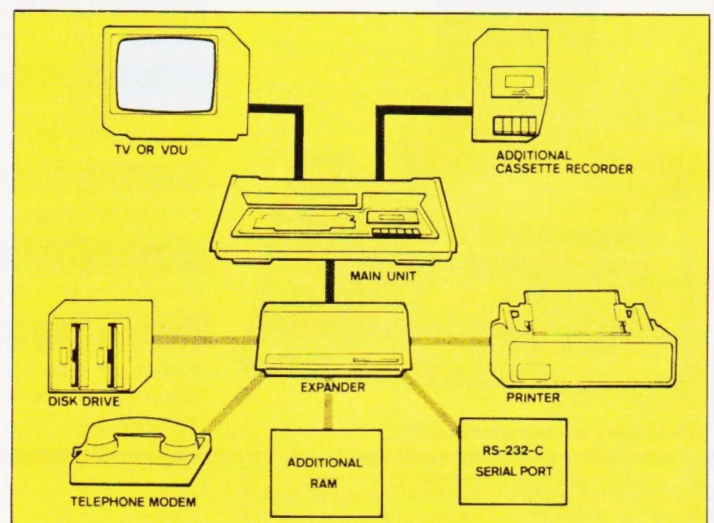 TV OR VDU
ADDITIONAL
CASSETTE RECORDER
MAIN UNIT
DISK DRIVE
EXPANDER
PRINTER
TELEPHONE MODEM
ADDITIONAL
RAM
RS-232-C
SERIAL PORT